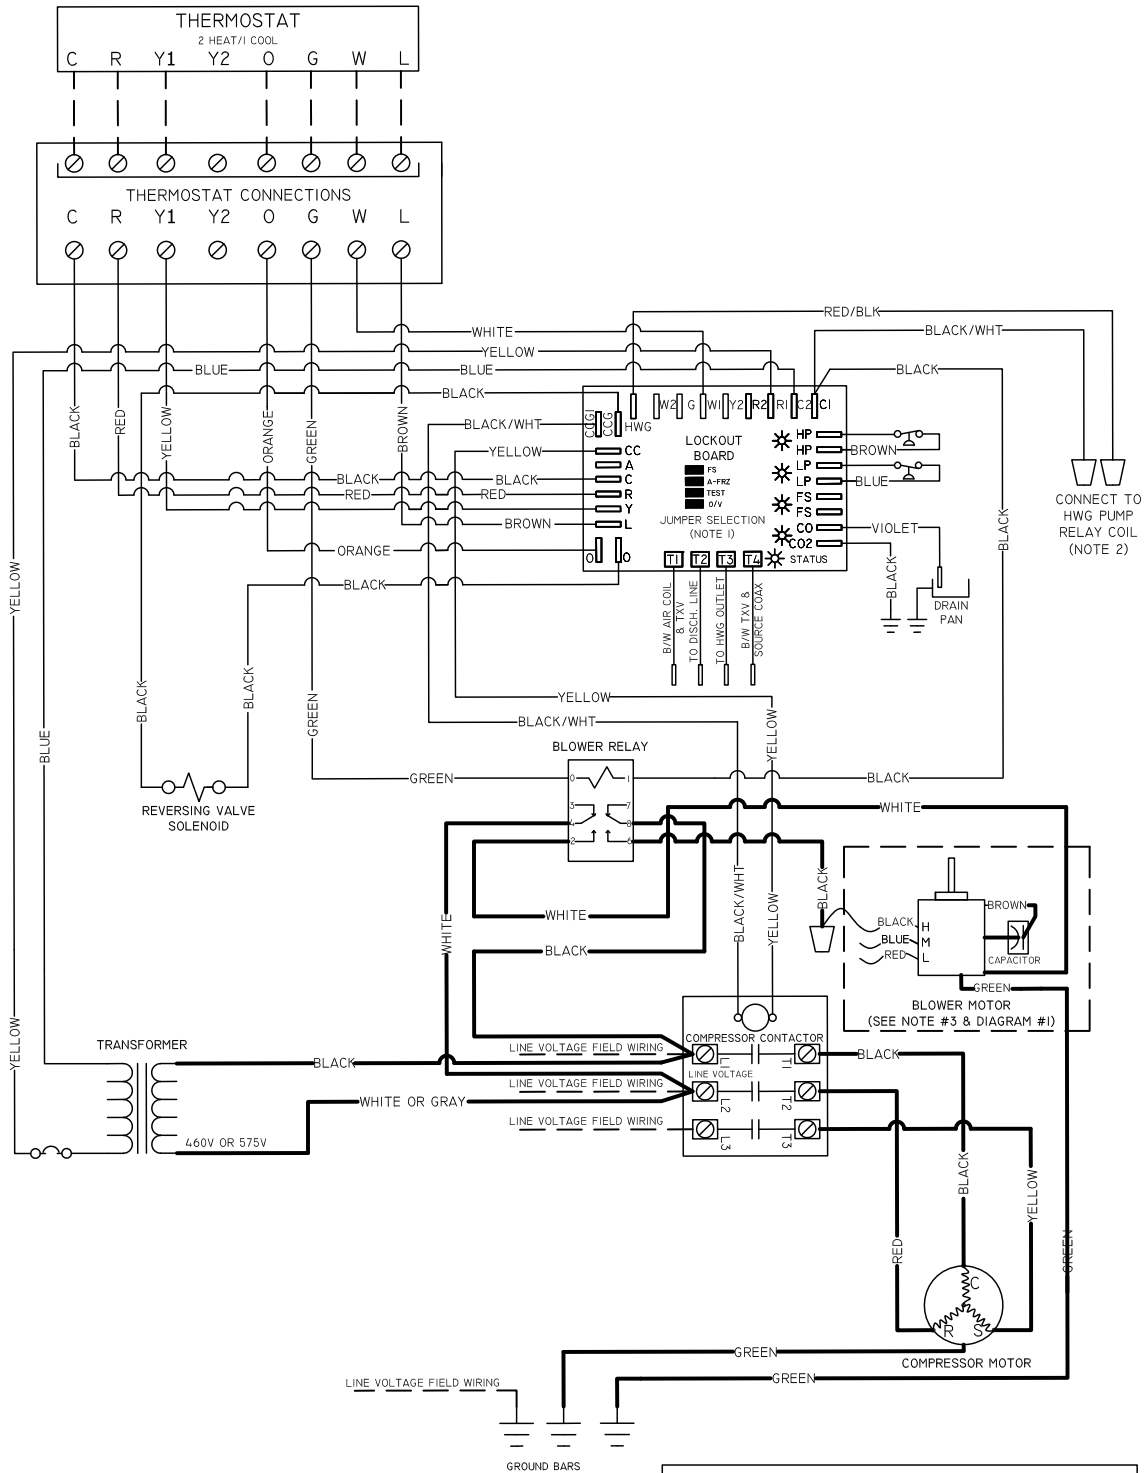 THERMOSTAT
2 HEAT/1 COOL
C R Y1 Y2 O G W L
THERMOSTAT CONNECTIONS
C R Y1 Y2 O G W L
RED/BLK
WHITE
BLACK/WHT
YELLOW
BLUE
BLUE
BLACK
BLACK
BLACK/WHT
YELLOW
BLACK
RED
YELLOW
ORANGE
GREEN
BROWN
BLACK
BLACK
RED
RED
BROWN
ORANGE
BLACK
CCG1
CCG
HWG
W2 G W1 Y2 R2 R1 C2 C1
CC
A
C
R
Y
L
O
O
LOCKOUT
BOARD
FS
A-FRZ
TEST
O/V
JUMPER SELECTION
(NOTE 1)
HP
HP
LP
LP
FS
FS
CO
CO2
STATUS
T1 T2 T3 T4
BROWN
BLUE
VIOLET
BLACK
BLACK
DRAIN
PAN
CONNECT TO
HWG PUMP
RELAY COIL
(NOTE 2)
B/W AIR COIL
& TXV
TO DISCH. LINE
TO HWG OUTLET
B/W TXV &
SOURCE COAX
YELLOW
BLUE
BLACK
BLACK
GREEN
REVERSING VALVE
SOLENOID
YELLOW
BLACK/WHT
YELLOW
BLOWER RELAY
GREEN
0 1
3 7
4 8
2 6
BLACK
WHITE
WHITE
WHITE
BLACK
BLACK/WHT
YELLOW
BLACK
BLACK
BLUE
RED
H
M
L
BROWN
CAPACITOR
GREEN
BLOWER MOTOR
(SEE NOTE #3 & DIAGRAM #1)
YELLOW
TRANSFORMER
BLACK
WHITE OR GRAY
460V OR 575V
COMPRESSOR CONTACTOR
LINE VOLTAGE FIELD WIRING
LINE VOLTAGE
LINE VOLTAGE FIELD WIRING
LINE VOLTAGE FIELD WIRING
L1 T1
L2 T2
L3 T3
BLACK
BLACK
YELLOW
RED
GREEN
C
R S
COMPRESSOR MOTOR
GREEN
GREEN
LINE VOLTAGE FIELD WIRING
GROUND BARS